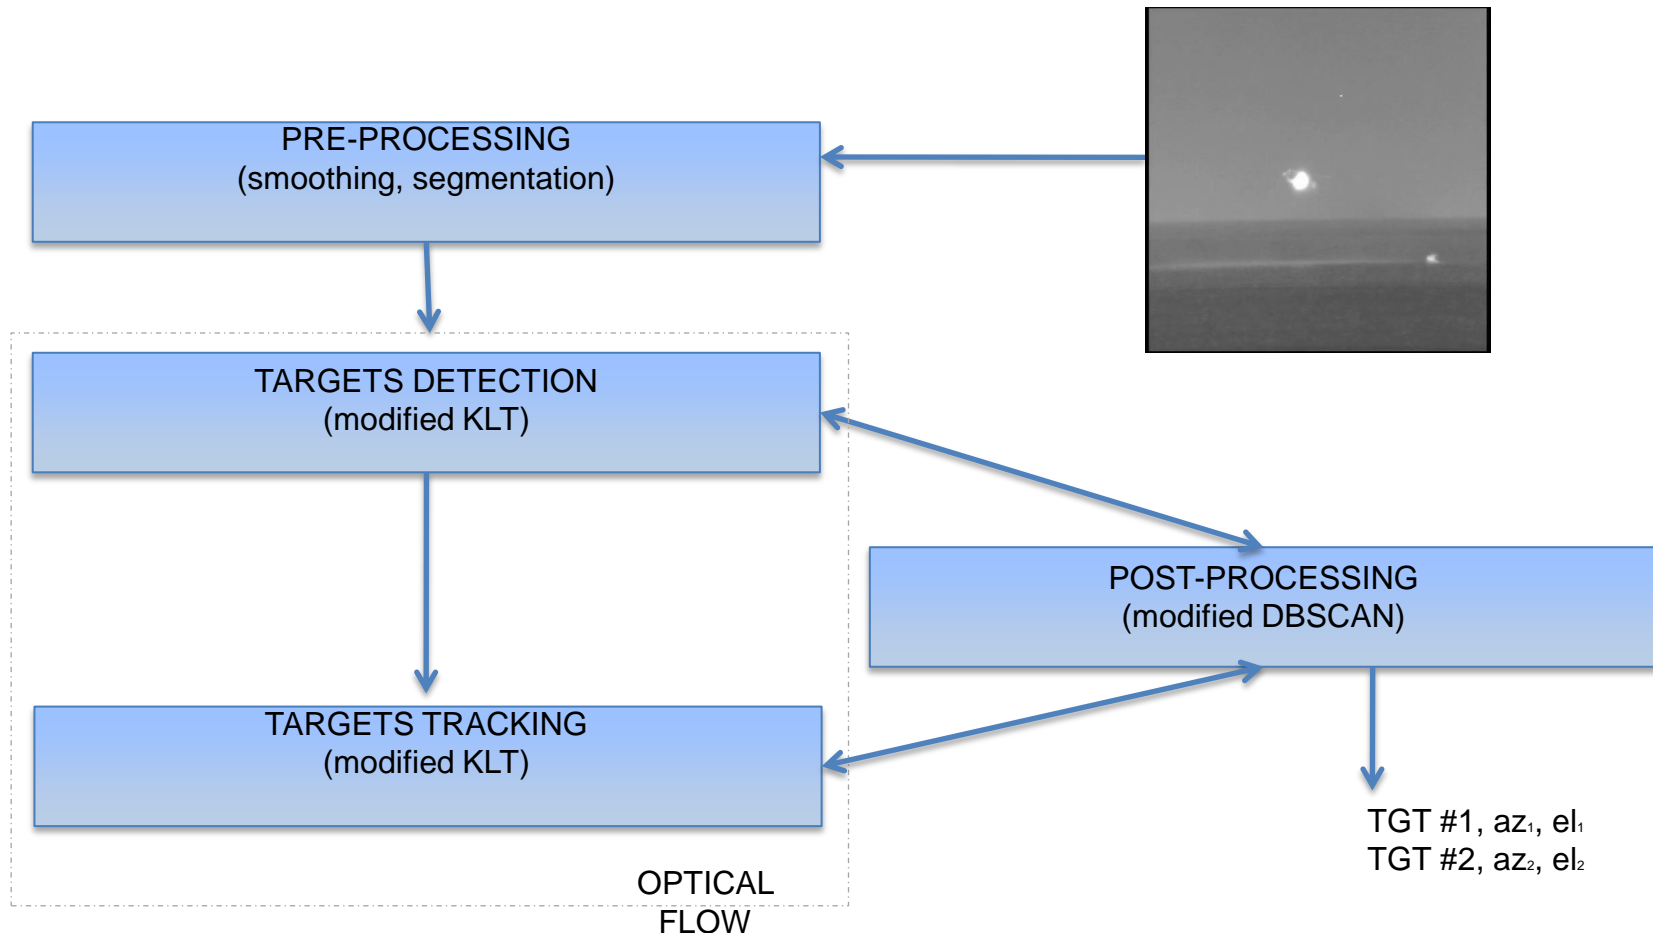 PRE-PROCESSING
(smoothing, segmentation)
TARGETS DETECTION
(modified KLT)
POST-PROCESSING
(modified DBSCAN)
TARGETS TRACKING
(modified KLT)
TGT #1, az₁, el₁
TGT #2, az₂, el₂
OPTICAL
FLOW